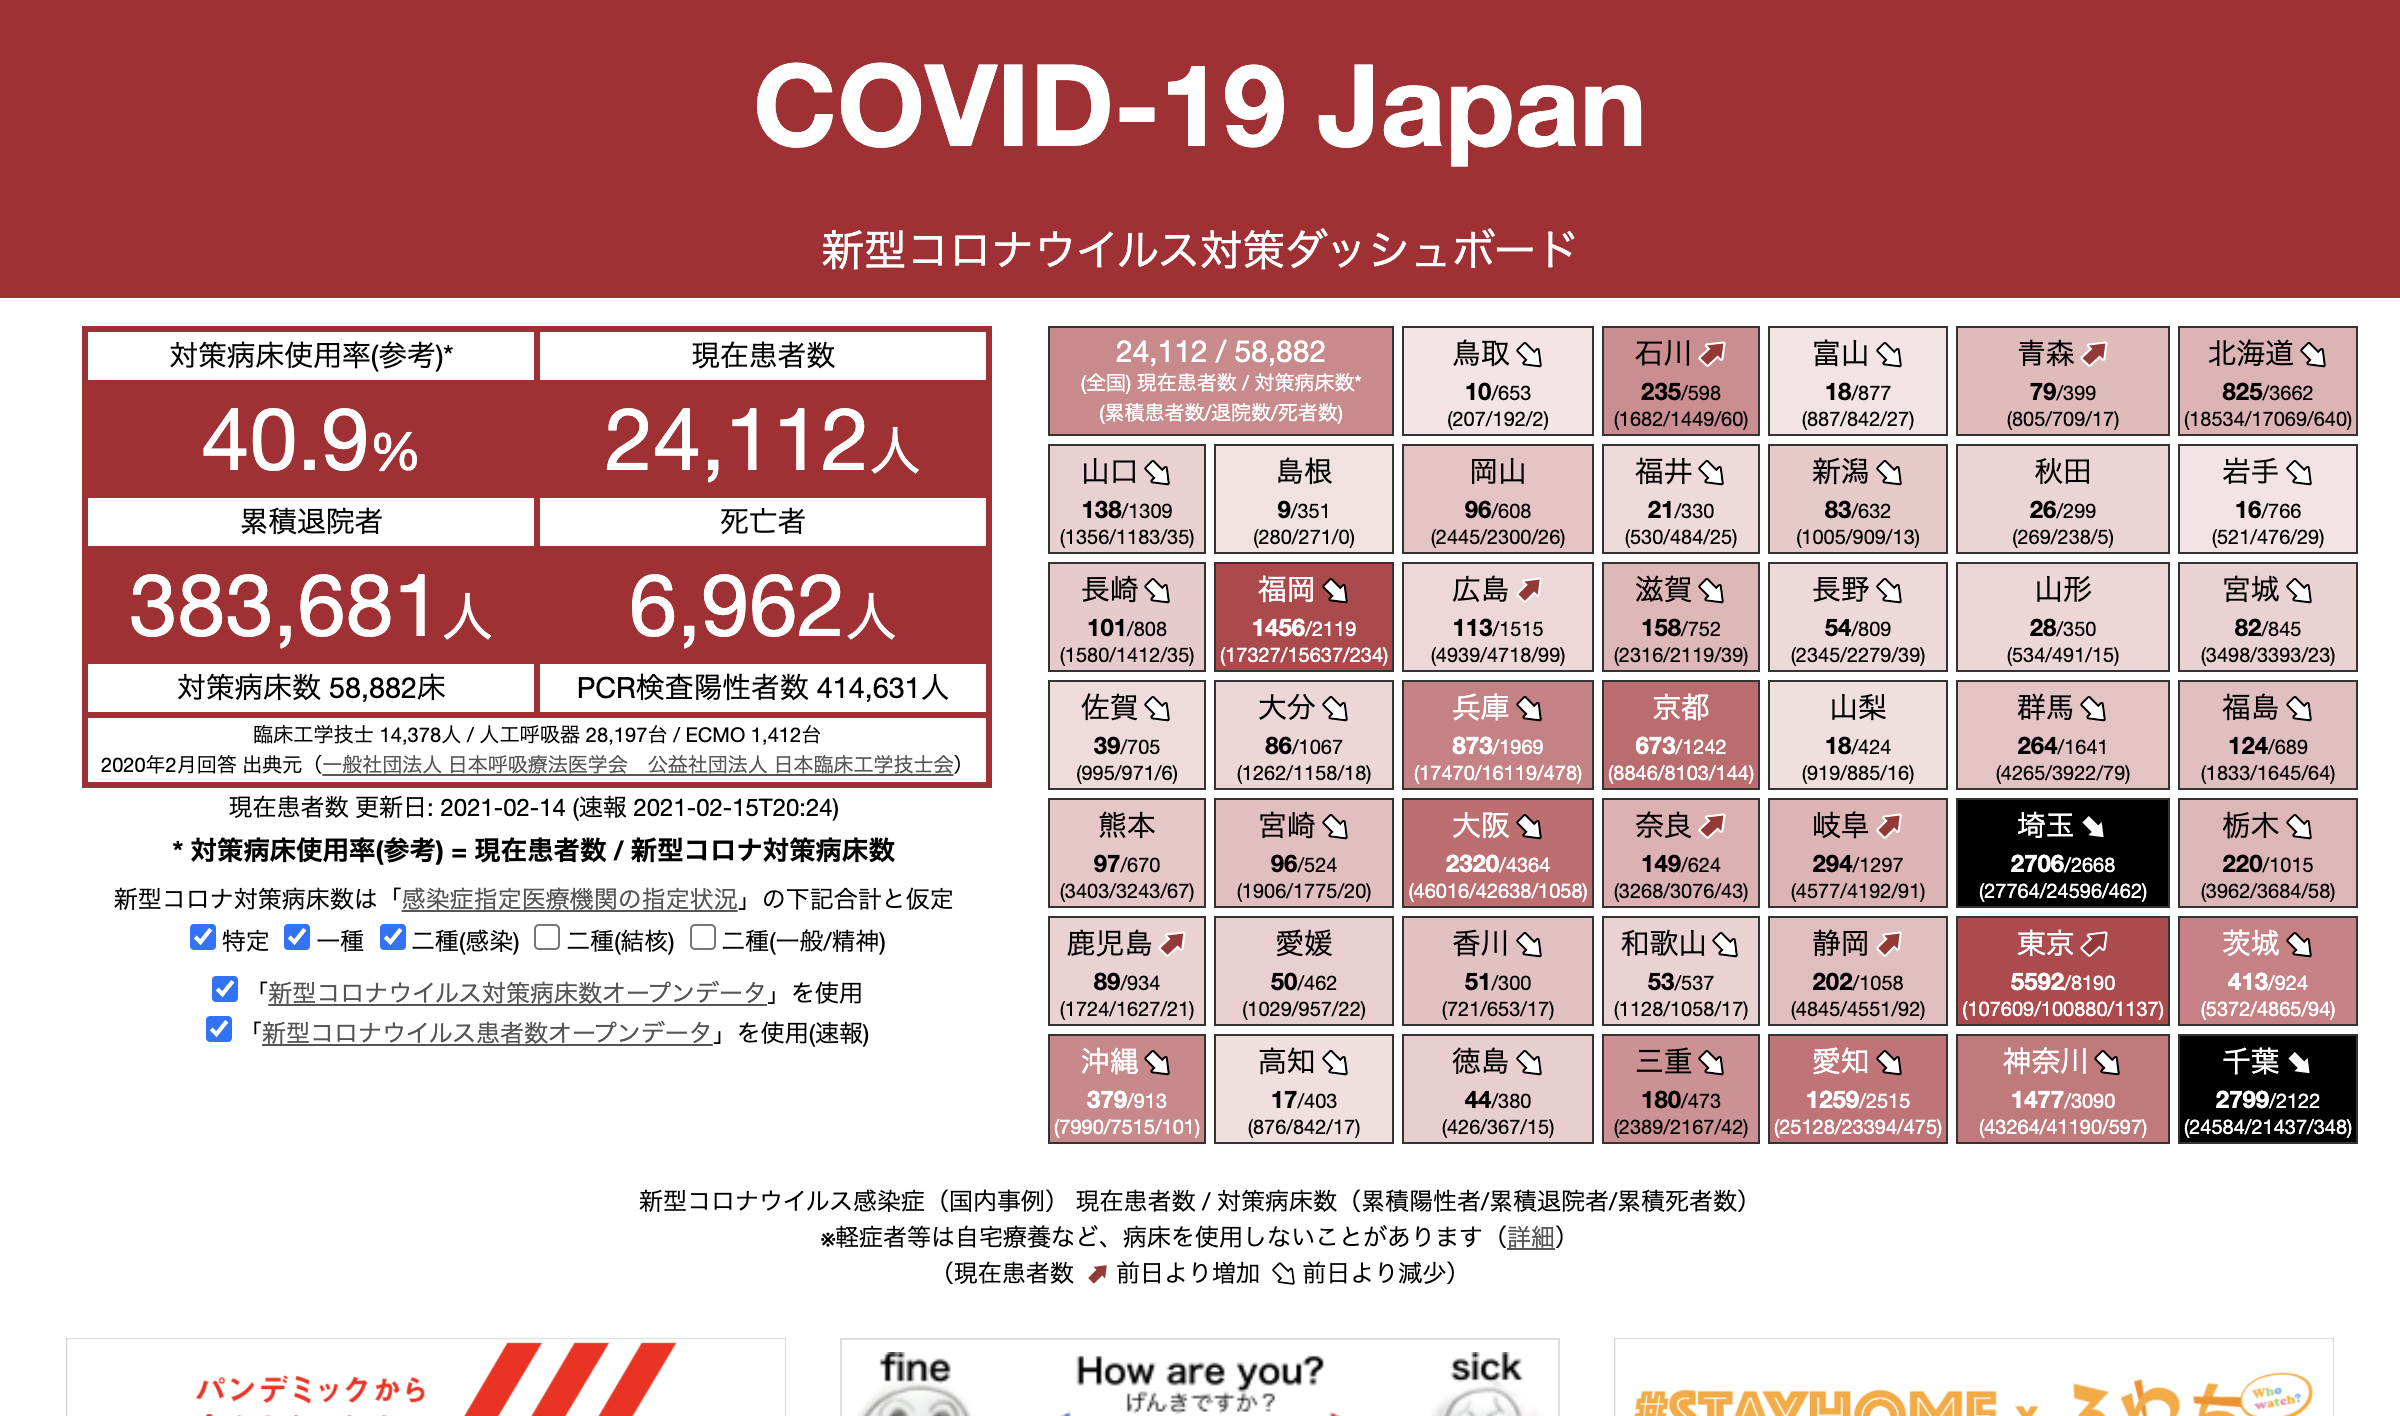 COVID-19 Japan
新型コロナウイルス対策ダッシュボード
対策病床使用率(参考)*
現在患者数
40.9%
24,112人
累積退院者
死亡者
383,681人
6,962人
対策病床数 58,882床
PCR検査陽性者数 414,631人
臨床工学技士 14,378人 / 人工呼吸器 28,197台 / ECMO 1,412台
2020年2月回答 出典元（一般社団法人 日本呼吸療法医学会　公益社団法人 日本臨床工学技士会）
現在患者数 更新日: 2021-02-14 (速報 2021-02-15T20:24)
* 対策病床使用率(参考) = 現在患者数 / 新型コロナ対策病床数
新型コロナ対策病床数は「感染症指定医療機関の指定状況」の下記合計と仮定
特定 一種 二種(感染) 二種(結核) 二種(一般/精神)
「新型コロナウイルス対策病床数オープンデータ」を使用
「新型コロナウイルス患者数オープンデータ」を使用(速報)
24,112 / 58,882
(全国) 現在患者数 / 対策病床数*
(累積患者数/退院数/死者数)
鳥取
10/653
(207/192/2)
石川
235/598
(1682/1449/60)
富山
18/877
(887/842/27)
青森
79/399
(805/709/17)
北海道
825/3662
(18534/17069/640)
山口
138/1309
(1356/1183/35)
島根
9/351
(280/271/0)
岡山
96/608
(2445/2300/26)
福井
21/330
(530/484/25)
新潟
83/632
(1005/909/13)
秋田
26/299
(269/238/5)
岩手
16/766
(521/476/29)
長崎
101/808
(1580/1412/35)
福岡
1456/2119
(17327/15637/234)
広島
113/1515
(4939/4718/99)
滋賀
158/752
(2316/2119/39)
長野
54/809
(2345/2279/39)
山形
28/350
(534/491/15)
宮城
82/845
(3498/3393/23)
佐賀
39/705
(995/971/6)
大分
86/1067
(1262/1158/18)
兵庫
873/1969
(17470/16119/478)
京都
673/1242
(8846/8103/144)
山梨
18/424
(919/885/16)
群馬
264/1641
(4265/3922/79)
福島
124/689
(1833/1645/64)
熊本
97/670
(3403/3243/67)
宮崎
96/524
(1906/1775/20)
大阪
2320/4364
(46016/42638/1058)
奈良
149/624
(3268/3076/43)
岐阜
294/1297
(4577/4192/91)
埼玉
2706/2668
(27764/24596/462)
栃木
220/1015
(3962/3684/58)
鹿児島
89/934
(1724/1627/21)
愛媛
50/462
(1029/957/22)
香川
51/300
(721/653/17)
和歌山
53/537
(1128/1058/17)
静岡
202/1058
(4845/4551/92)
東京
5592/8190
(107609/100880/1137)
茨城
413/924
(5372/4865/94)
沖縄
379/913
(7990/7515/101)
高知
17/403
(876/842/17)
徳島
44/380
(426/367/15)
三重
180/473
(2389/2167/42)
愛知
1259/2515
(25128/23394/475)
神奈川
1477/3090
(43264/41190/597)
千葉
2799/2122
(24584/21437/348)
新型コロナウイルス感染症（国内事例） 現在患者数 / 対策病床数（累積陽性者/累積退院者/累積死者数）
※軽症者等は自宅療養など、病床を使用しないことがあります（詳細）
（現在患者数 前日より増加 前日より減少）
パンデミックから
fine
How are you?
げんきですか？
sick
#STAYHOME x
Who watch?